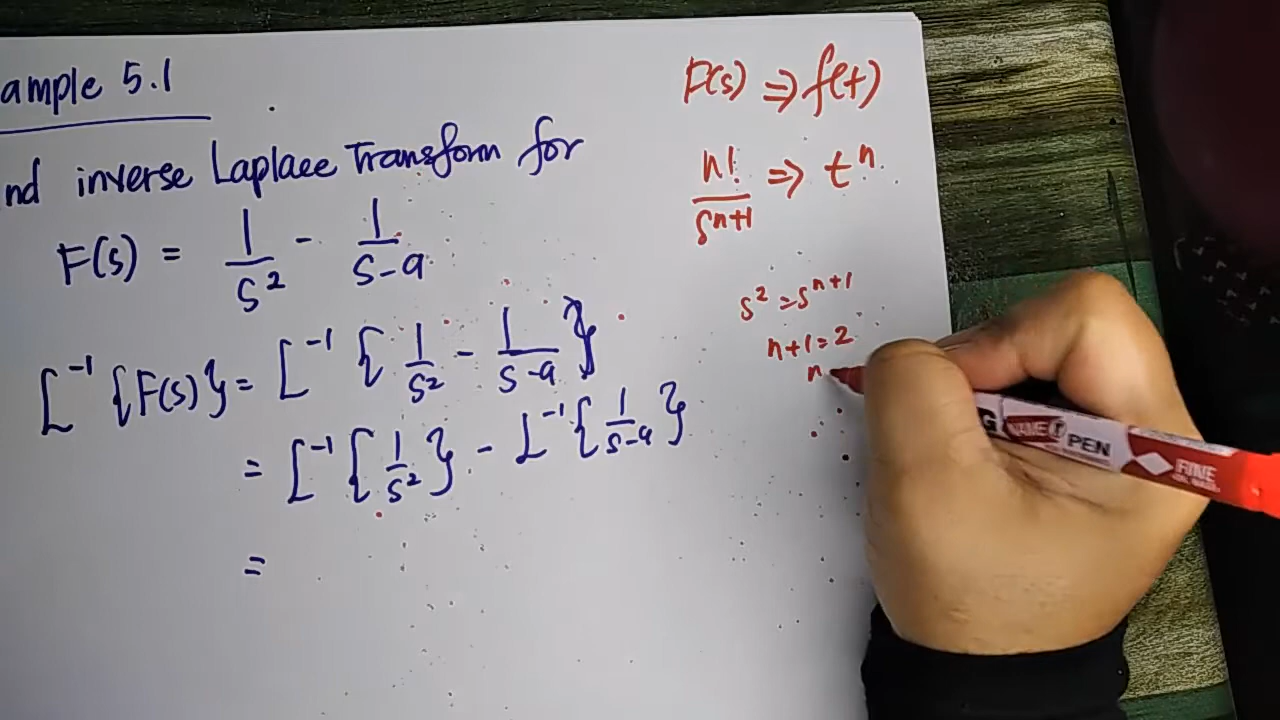 ample 5.1
nd inverse Laplace Transform for
F(s) = 1/s² - 1/s-a
L⁻¹{F(s)} = L⁻¹{1/s² - 1/s-a}
= L⁻¹{1/s²} - L⁻¹{1/s-a}
=
F(s) ⇒ f(t)
n!/sⁿ⁺¹ ⇒ tⁿ
s² = sⁿ⁺¹
n+1=2
n
G NAME PEN
FINE